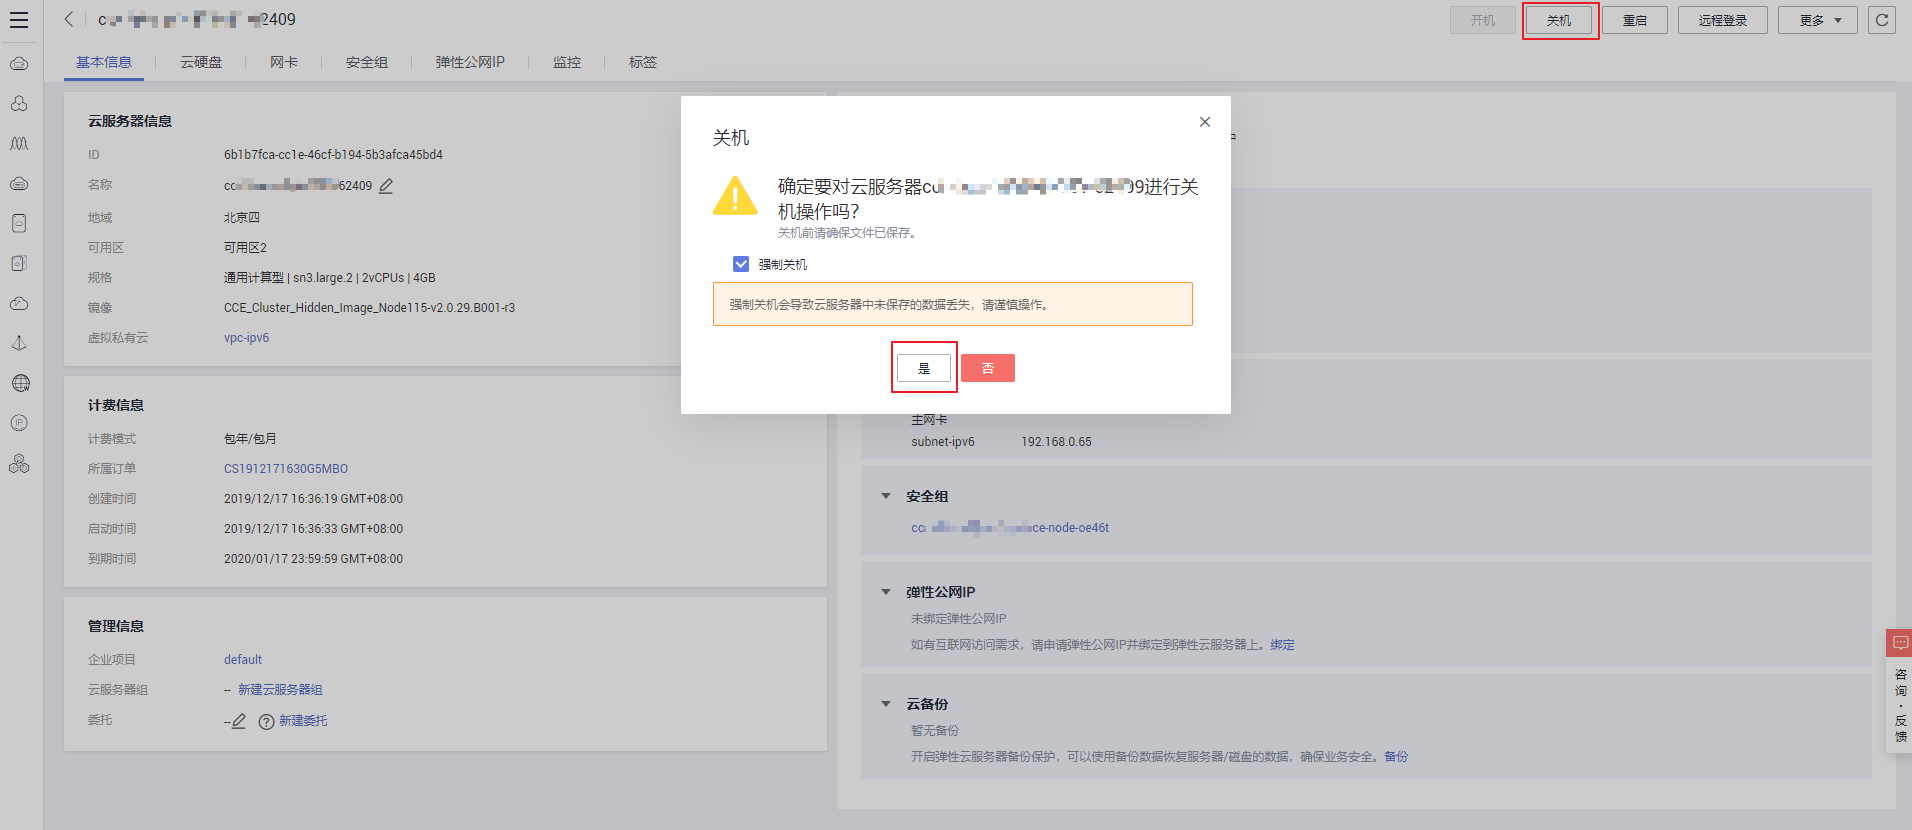 2409
开机
关机
重启
远程登录
更多
基本信息
云硬盘
网卡
安全组
弹性公网IP
监控
标签
云服务器信息
ID
6b1b7fca-cc1e-46cf-b194-5b3afca45bd4
名称
62409
地域
北京四
可用区
可用区2
规格
通用计算型 | sn3.large.2 | 2vCPUs | 4GB
镜像
CCE_Cluster_Hidden_Image_Node115-v2.0.29.B001-r3
虚拟私有云
vpc-ipv6
计费信息
计费模式
包年/包月
所属订单
CS1912171630G5MBO
创建时间
2019/12/17 16:36:19 GMT+08:00
启动时间
2019/12/17 16:36:33 GMT+08:00
到期时间
2020/01/17 23:59:59 GMT+08:00
管理信息
企业项目
default
云服务器组
-- 新建云服务器组
委托
-- 新建委托
关机
确定要对云服务器 09进行关
机操作吗?
关机前请确保文件已保存。
强制关机
强制关机会导致云服务器中未保存的数据丢失，请谨慎操作。
是
否
主网卡
subnet-ipv6
192.168.0.65
安全组
ce-node-oe46t
弹性公网IP
未绑定弹性公网IP
如有互联网访问需求，请申请弹性公网IP并绑定到弹性云服务器上。绑定
云备份
暂无备份
开启弹性云服务器备份保护，可以使用备份数据恢复服务器/磁盘的数据，确保业务安全。备份
咨询·反馈